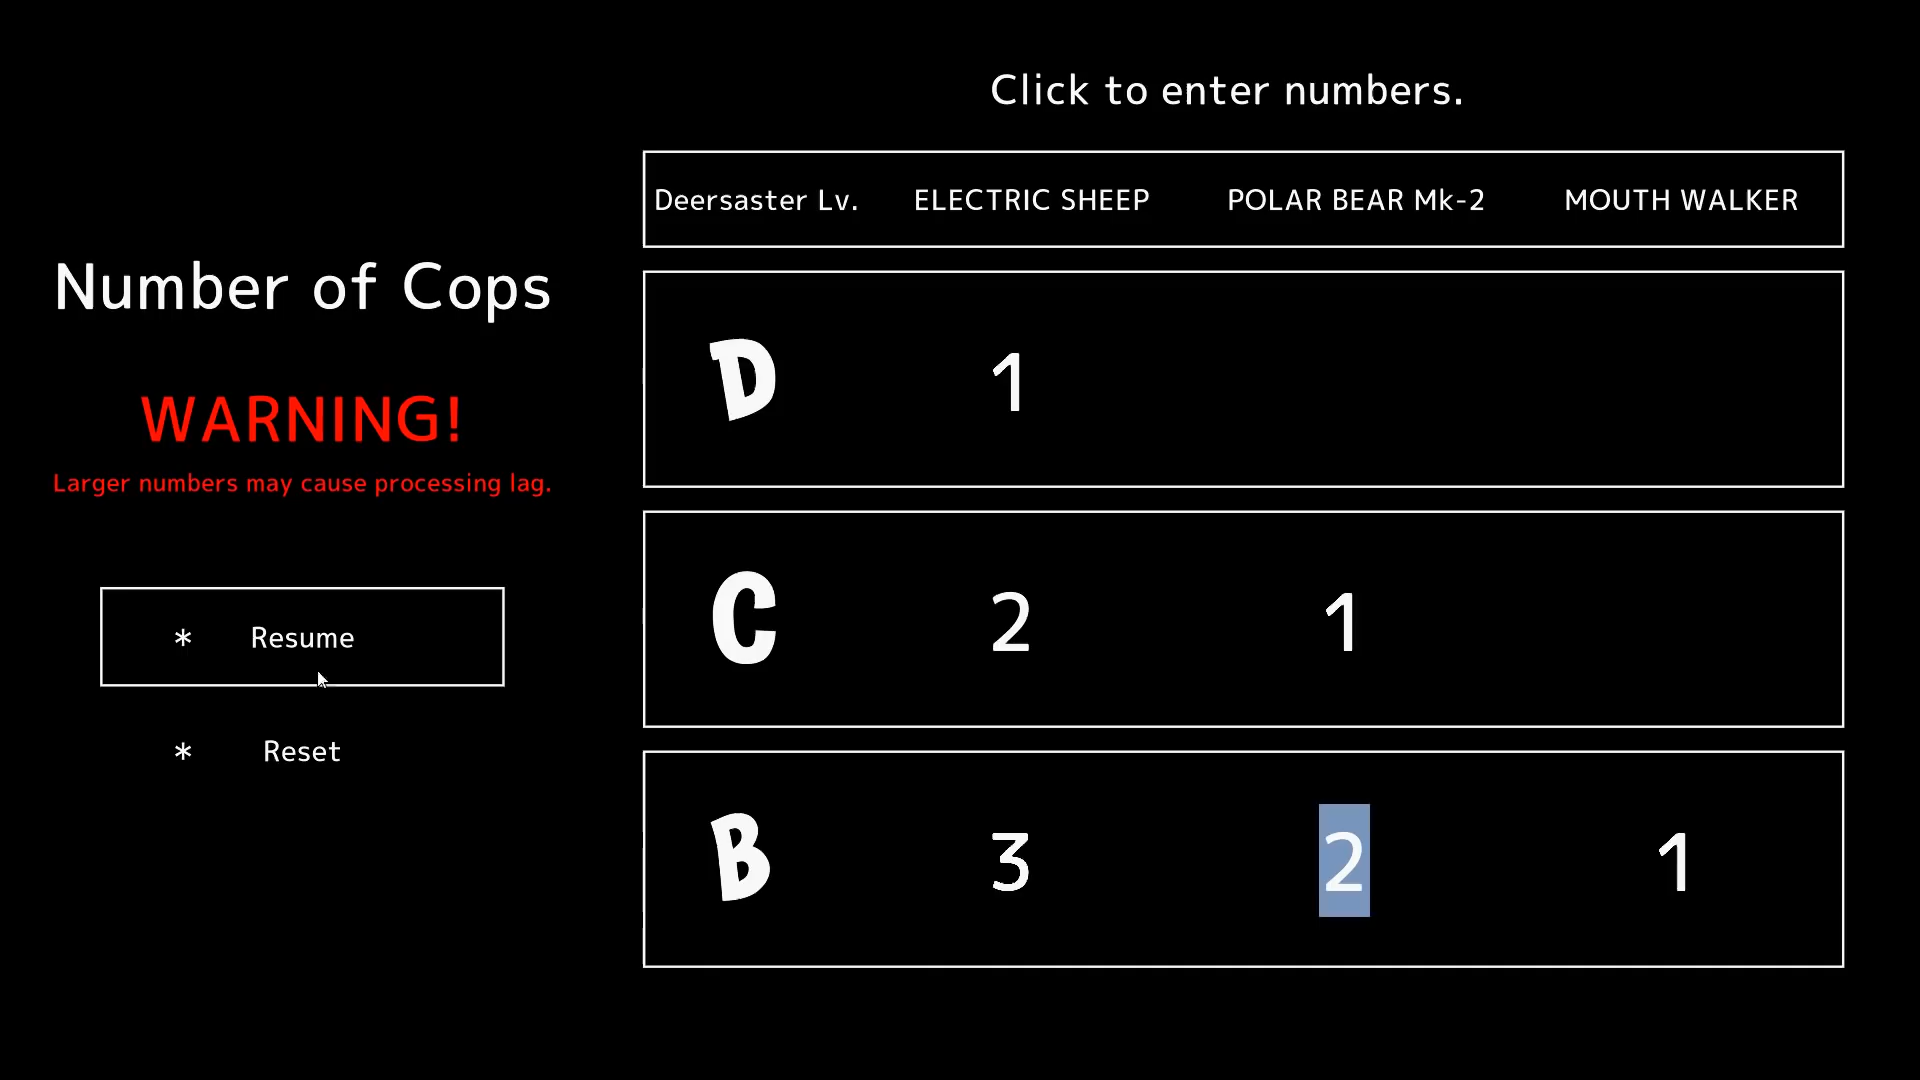 Click to enter numbers.
Deersaster Lv. ELECTRIC SHEEP POLAR BEAR Mk-2 MOUTH WALKER
Number of Cops
WARNING!
Larger numbers may cause processing lag.
* Resume
* Reset
D 1
C 2 1
B 3 2 1